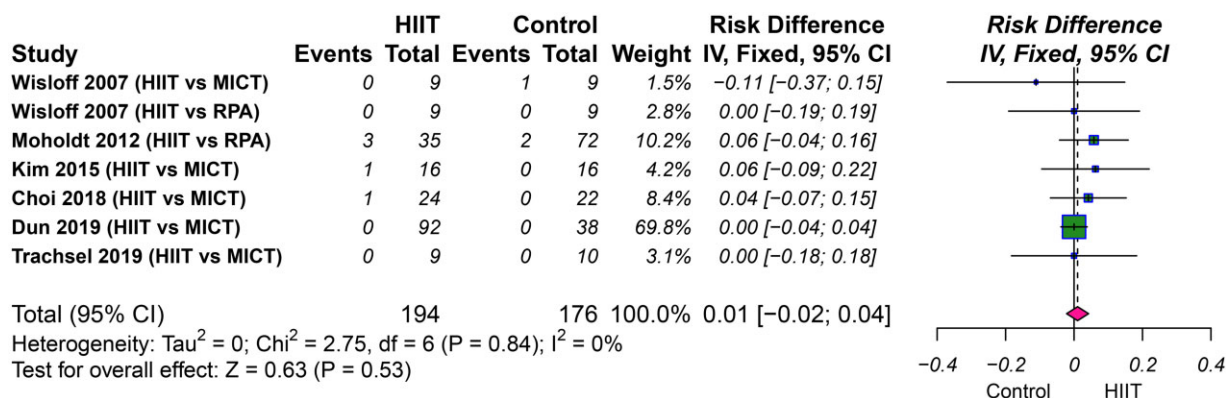 HIIT Control Risk Difference Risk Difference
Study Events Total Events Total Weight IV, Fixed, 95% CI IV, Fixed, 95% CI
Wisloff 2007 (HIIT vs MICT) 0 9 1 9 1.5% −0.11 [−0.37; 0.15]
Wisloff 2007 (HIIT vs RPA) 0 9 0 9 2.8% 0.00 [−0.19; 0.19]
Moholdt 2012 (HIIT vs RPA) 3 35 2 72 10.2% 0.06 [−0.04; 0.16]
Kim 2015 (HIIT vs MICT) 1 16 0 16 4.2% 0.06 [−0.09; 0.22]
Choi 2018 (HIIT vs MICT) 1 24 0 22 8.4% 0.04 [−0.07; 0.15]
Dun 2019 (HIIT vs MICT) 0 92 0 38 69.8% 0.00 [−0.04; 0.04]
Trachsel 2019 (HIIT vs MICT) 0 9 0 10 3.1% 0.00 [−0.18; 0.18]
Total (95% CI) 194 176 100.0% 0.01 [−0.02; 0.04]
Heterogeneity: Tau² = 0; Chi² = 2.75, df = 6 (P = 0.84); I² = 0%
Test for overall effect: Z = 0.63 (P = 0.53)
−0.4 −0.2 0 0.2 0.4
Control HIIT